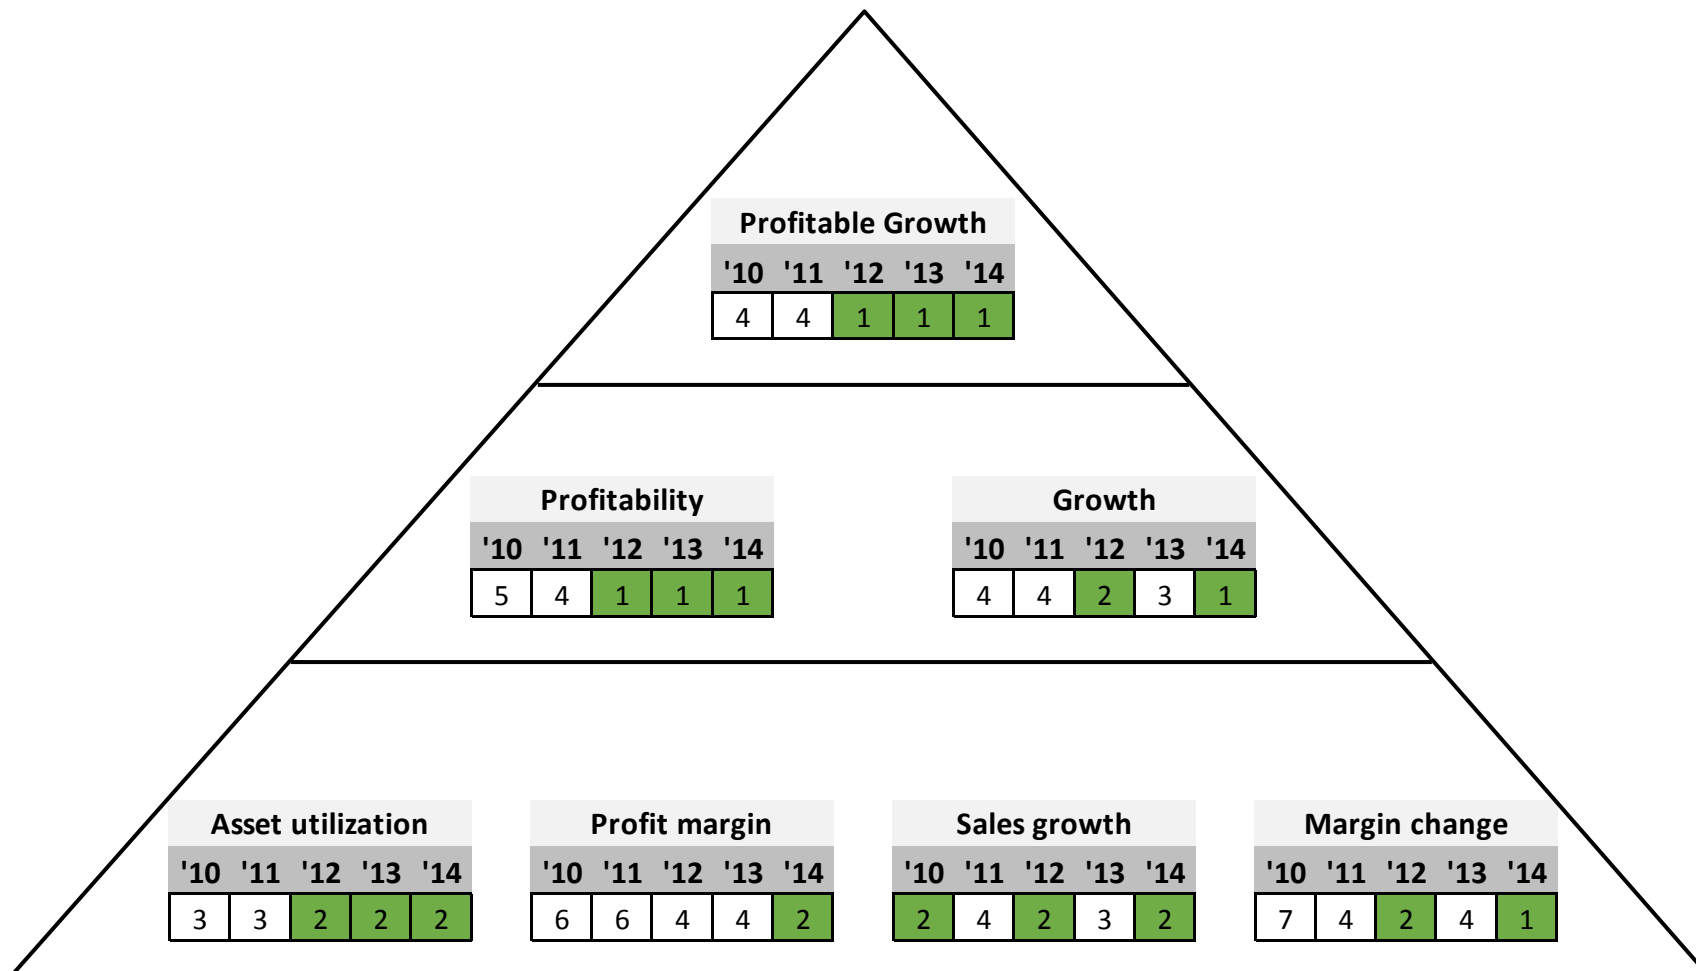 Profitable Growth
'10 '11 '12 '13 '14
4 4 1 1 1
Profitability
'10 '11 '12 '13 '14
5 4 1 1 1
Growth
'10 '11 '12 '13 '14
4 4 2 3 1
Asset utilization
'10 '11 '12 '13 '14
3 3 2 2 2
Profit margin
'10 '11 '12 '13 '14
6 6 4 4 2
Sales growth
'10 '11 '12 '13 '14
2 4 2 3 2
Margin change
'10 '11 '12 '13 '14
7 4 2 4 1